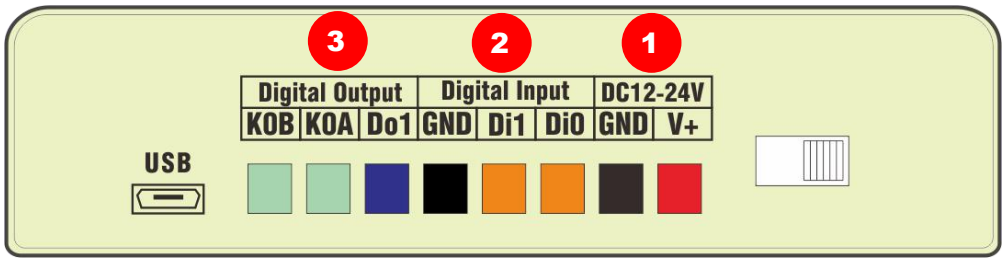 3 2 1
Digital Output Digital Input DC12-24V
KOB KOA Do1 GND Di1 Di0 GND V+
USB